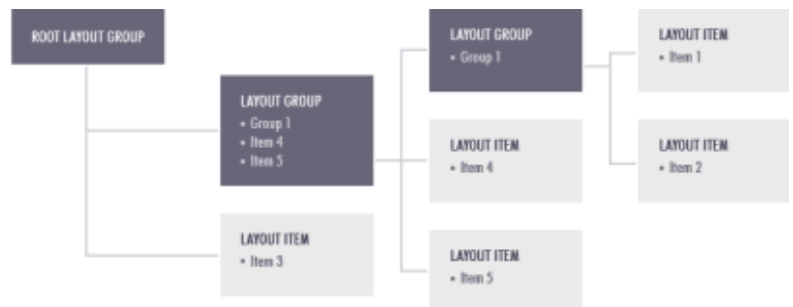 ROOT LAYOUT GROUP
LAYOUT GROUP
• Group 1
• Item 4
• Item 5
LAYOUT ITEM
• Item 3
LAYOUT GROUP
• Group 1
LAYOUT ITEM
• Item 4
LAYOUT ITEM
• Item 5
LAYOUT ITEM
• Item 1
LAYOUT ITEM
• Item 2